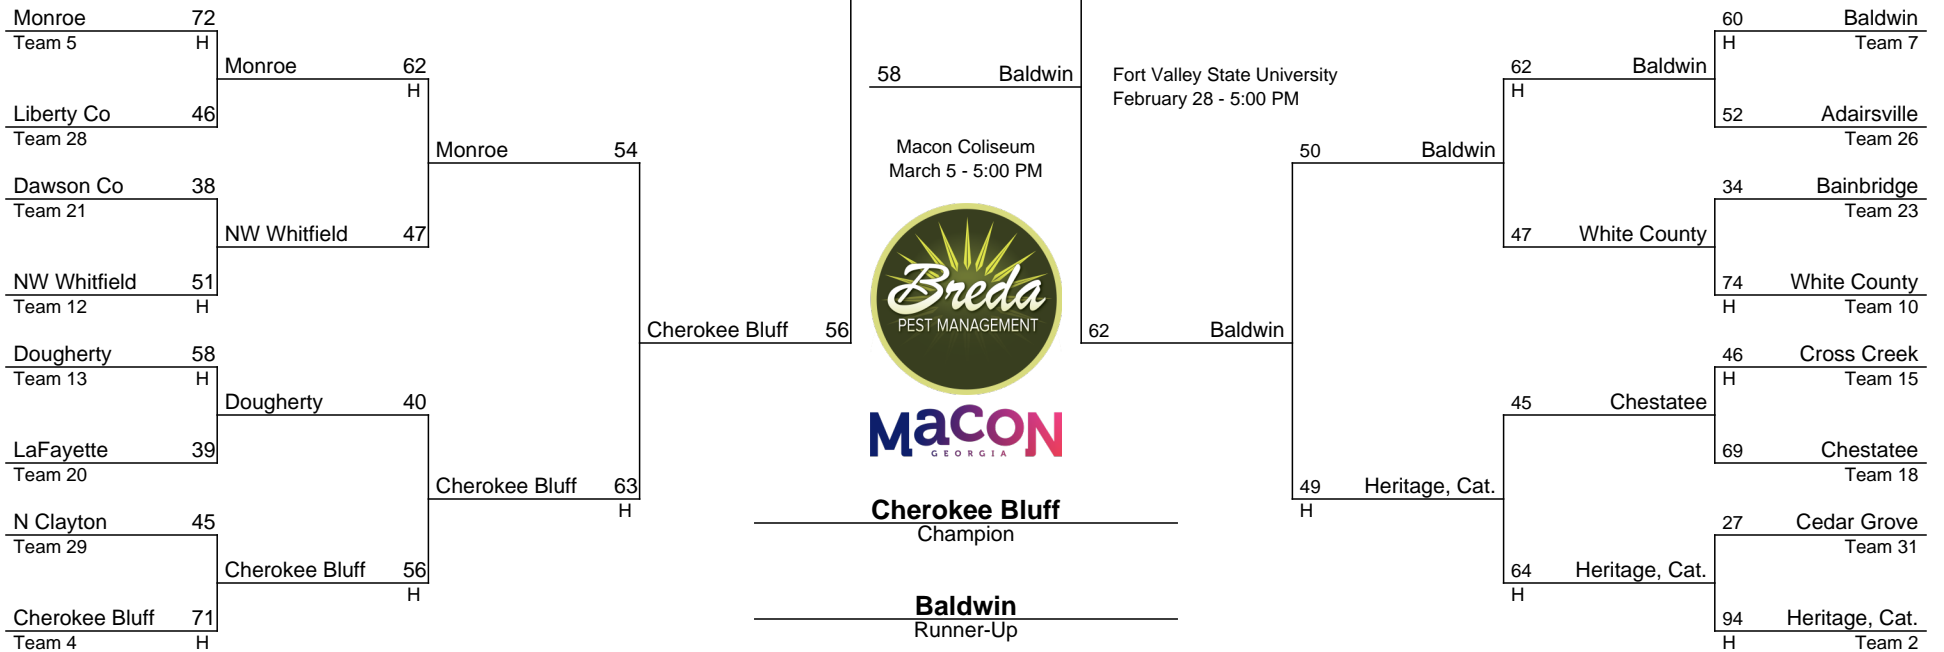 Monroe 72
Team 5 H
Monroe 62
H
Liberty Co 46
Team 28
Monroe 54
Dawson Co 38
Team 21
NW Whitfield 47
NW Whitfield 51
Team 12 H
Cherokee Bluff 56
Dougherty 58
Team 13 H
Dougherty 40
LaFayette 39
Team 20
Cherokee Bluff 63
H
N Clayton 45
Team 29
Cherokee Bluff 56
H
Cherokee Bluff 71
Team 4 H
58 Baldwin
Macon Coliseum
March 5 - 5:00 PM
Breda
PEST MANAGEMENT
MACON
GEORGIA
Cherokee Bluff
Champion
Baldwin
Runner-Up
Fort Valley State University
February 28 - 5:00 PM
60 Baldwin
H Team 7
62 Baldwin
H
52 Adairsville
Team 26
50 Baldwin
34 Bainbridge
Team 23
47 White County
74 White County
H Team 10
62 Baldwin
46 Cross Creek
H Team 15
45 Chestatee
69 Chestatee
Team 18
49 Heritage, Cat.
H
27 Cedar Grove
Team 31
64 Heritage, Cat.
H
94 Heritage, Cat.
H Team 2